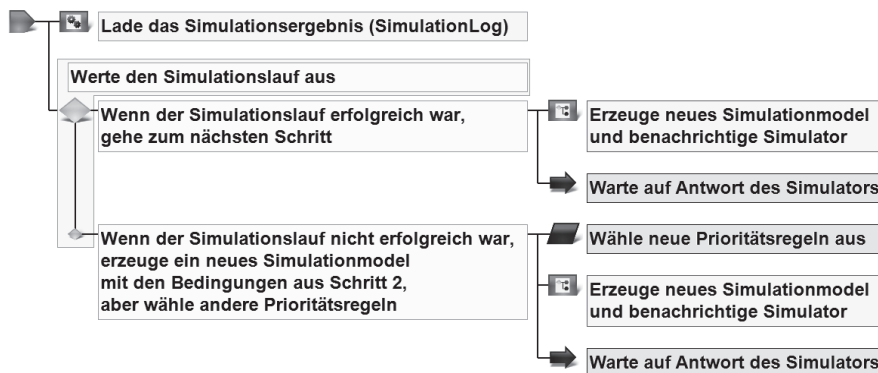 Lade das Simulationsergebnis (SimulationLog)
Werte den Simulationslauf aus
Wenn der Simulationslauf erfolgreich war,
gehe zum nächsten Schritt
Erzeuge neues Simulationmodel
und benachrichtige Simulator
Warte auf Antwort des Simulators
Wenn der Simulationslauf nicht erfolgreich war,
erzeuge ein neues Simulationmodel
mit den Bedingungen aus Schritt 2,
aber wähle andere Prioritätsregeln
Wähle neue Prioritätsregeln aus
Erzeuge neues Simulationmodel
und benachrichtige Simulator
Warte auf Antwort des Simulators